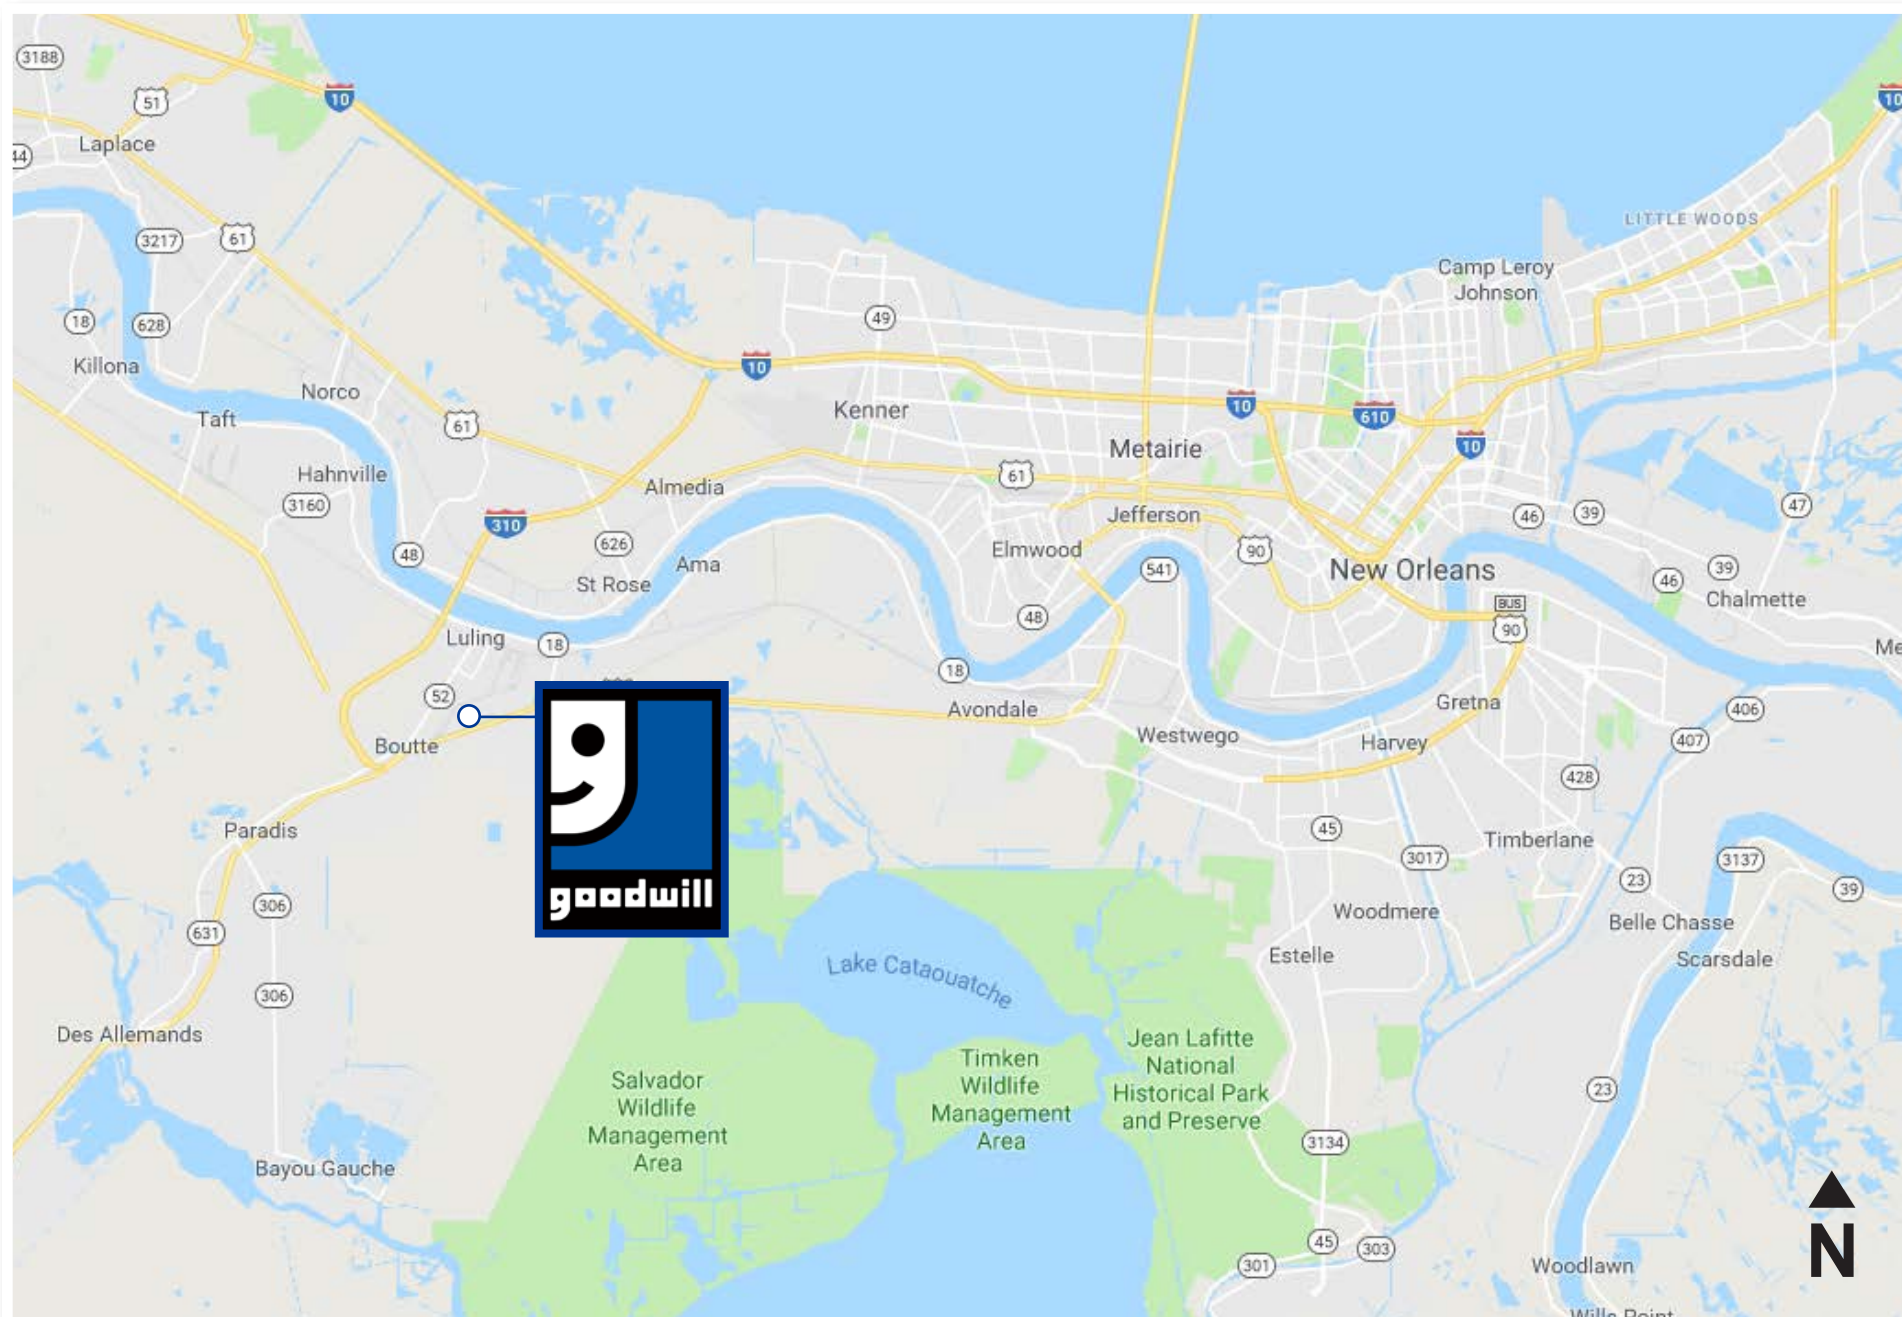 3188
10
10
51
Laplace
44
LITTLE WOODS
3217
61
Camp Leroy
Johnson
18
628
49
Killona
10
Norco
10
610
Kenner
Taft
61
10
Metairie
Hahnville
61
Almedia
3160
47
Jefferson
46
39
310
626
Elmwood
90
48
Ama
541
New Orleans
39
St Rose
46
Chalmette
BUS
90
48
Luling
18
Me
18
52
Gretna
406
Avondale
Westwego
407
Boutte
Harvey
428
goodwill
Paradis
45
Timberlane
3017
3137
23
39
306
Woodmere
631
Belle Chasse
Estelle
Scarsdale
Lake Cataouatche
306
Des Allemands
Jean Lafitte
National
Historical Park
and Preserve
Timken
Wildlife
Management
Area
Salvador
Wildlife
Management
Area
23
3134
Bayou Gauche
45
303
301
Woodlawn
Wills Point
N